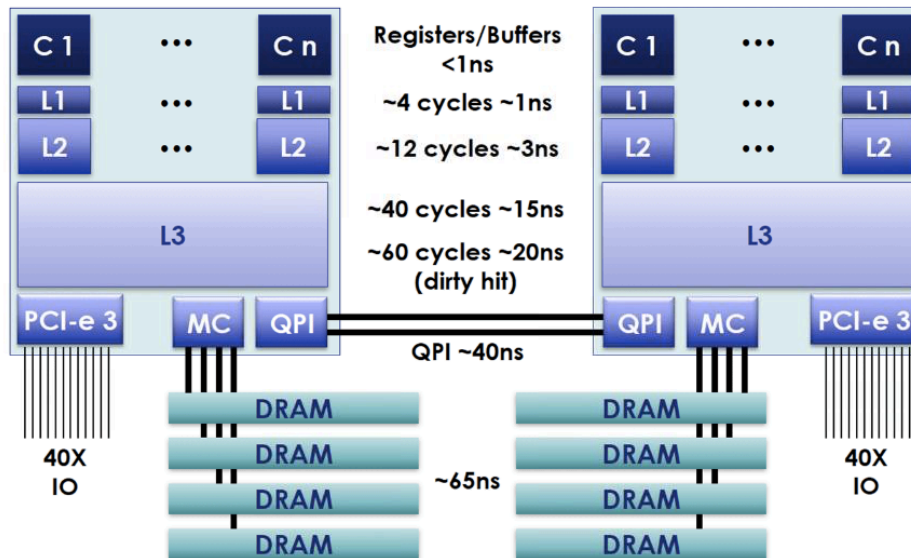 C 1 ••• C n
Registers/Buffers
<1ns
C 1 ••• C n
L1 ••• L1
~4 cycles ~1ns
L1 ••• L1
L2 ••• L2
~12 cycles ~3ns
L2 ••• L2
L3
~40 cycles ~15ns
~60 cycles ~20ns
(dirty hit)
L3
PCI-e 3 MC QPI
QPI ~40ns
QPI MC PCI-e 3
40X
IO
DRAM
DRAM
DRAM
DRAM
~65ns
DRAM
DRAM
DRAM
DRAM
40X
IO